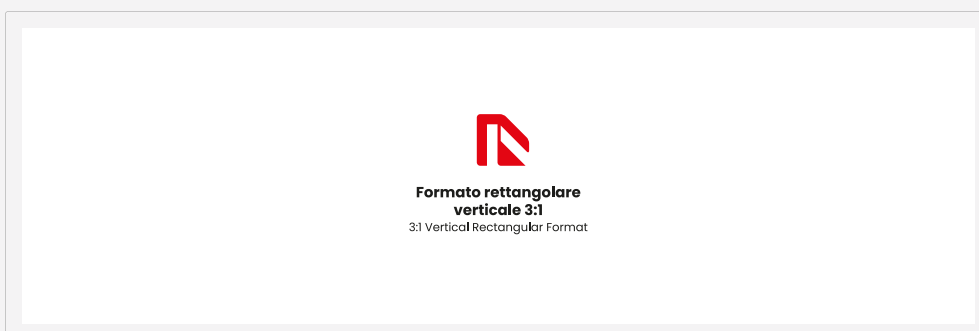 Formato rettangolare
verticale 3:1
3:1 Vertical Rectangular Format